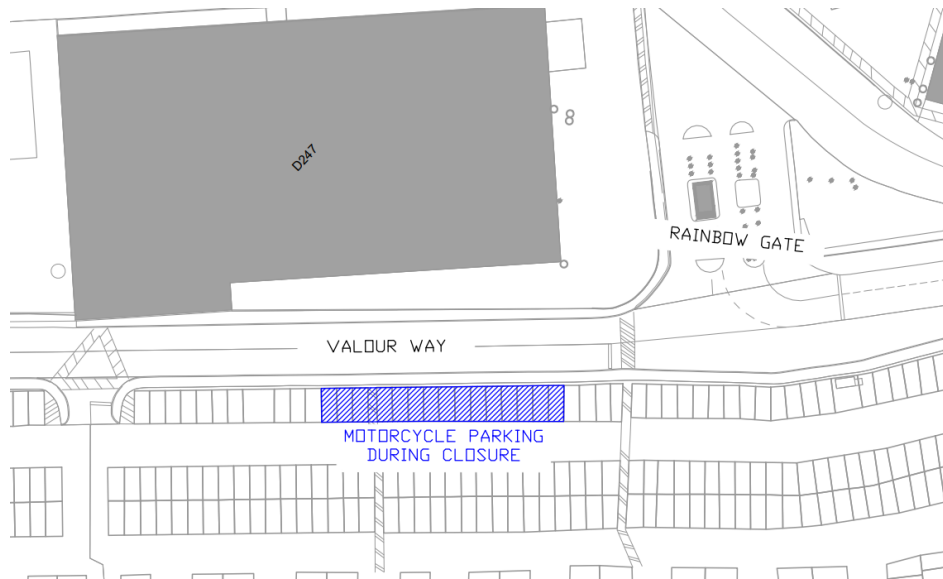 D247
RAINBOW GATE
VALOUR WAY
MOTORCYCLE PARKING
DURING CLOSURE